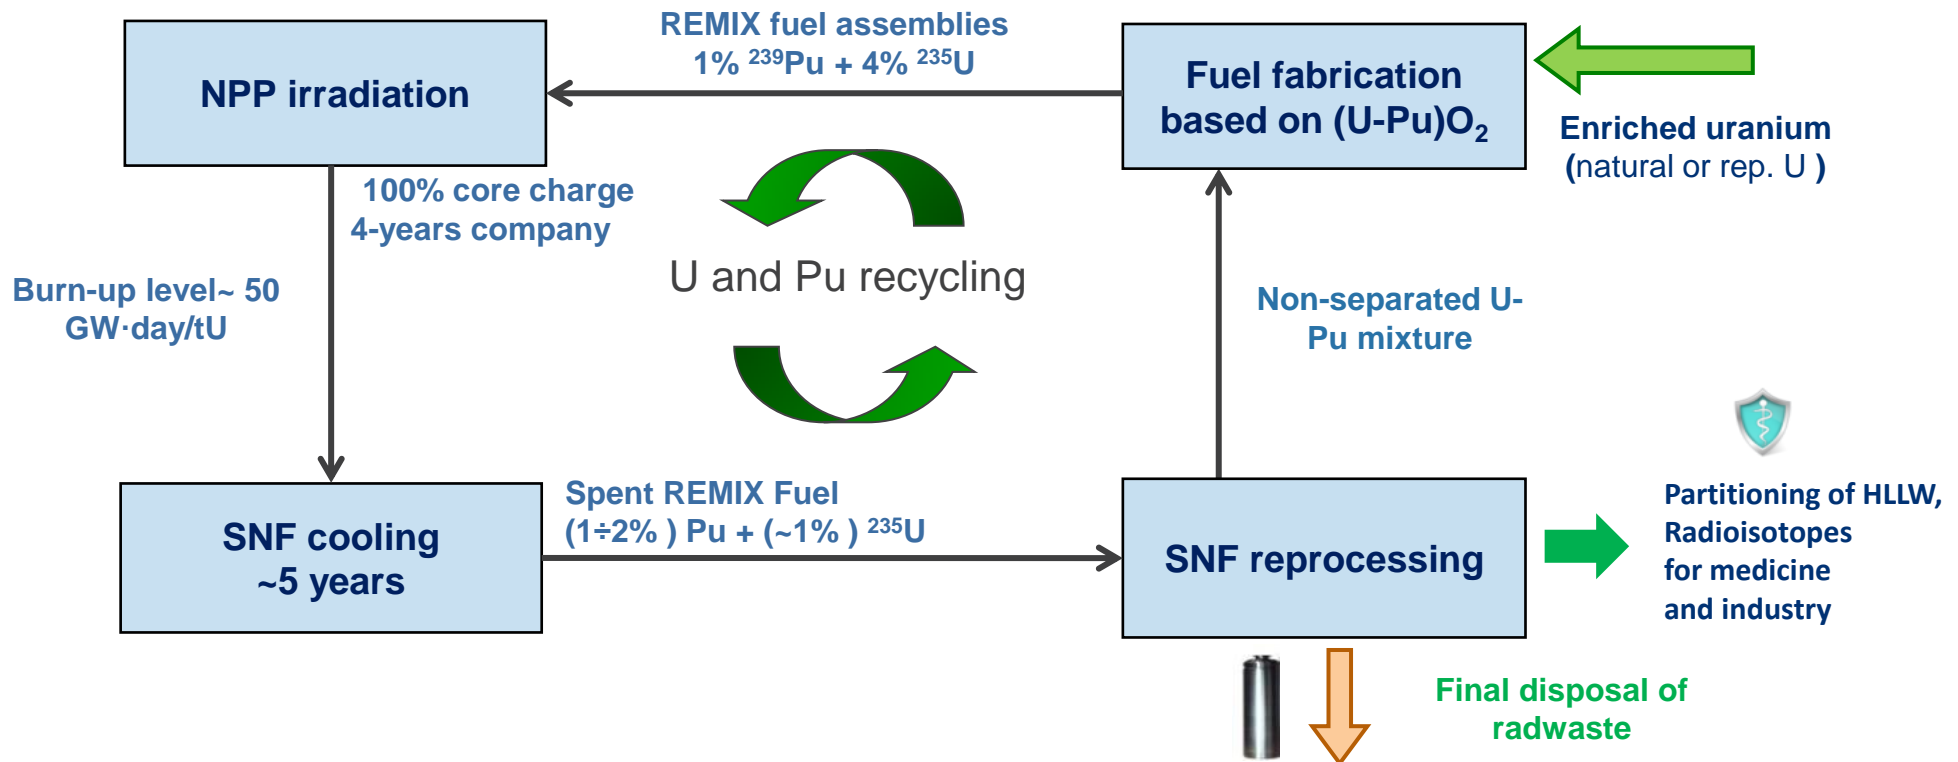 REMIX fuel assemblies
1% ²³⁹Pu + 4% ²³⁵U
NPP irradiation
Fuel fabrication
based on (U-Pu)O₂
Enriched uranium
(natural or rep. U )
100% core charge
4-years company
U and Pu recycling
Burn-up level~ 50
GW·day/tU
Non-separated U-
Pu mixture
SNF cooling
~5 years
Spent REMIX Fuel
(1÷2% ) Pu + (~1% ) ²³⁵U
SNF reprocessing
Partitioning of HLLW,
Radioisotopes
for medicine
and industry
Final disposal of
radwaste